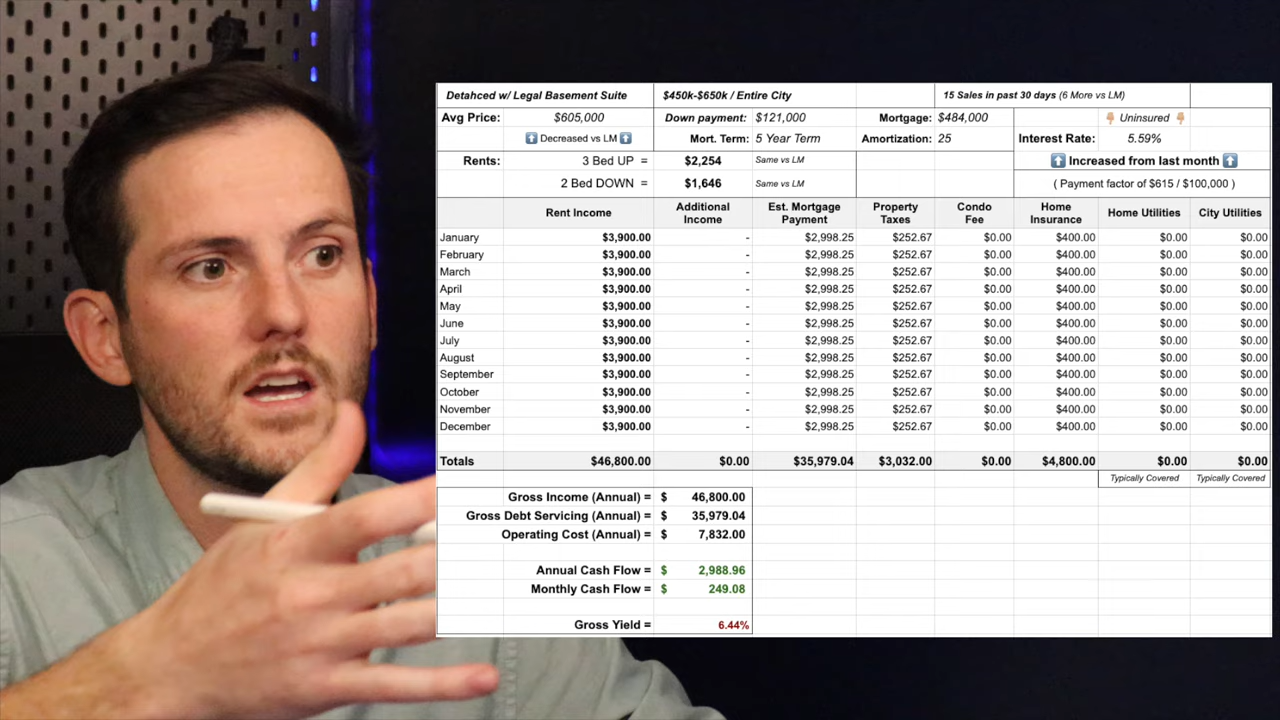 Detahced w/ Legal Basement Suite $450k-$650k / Entire City 15 Sales in past 30 days (6 More vs LM)
Avg Price: $605,000 Down payment: $121,000 Mortgage: $484,000 👇🏼 Uninsured 👇🏼
⬆️ Decreased vs LM ⬆️ Mort. Term: 5 Year Term Amortization: 25 Interest Rate: 5.59%
Rents: 3 Bed UP = $2,254 Same vs LM ⬆️ Increased from last month ⬆️
2 Bed DOWN = $1,646 Same vs LM ( Payment factor of $615 / $100,000 )
Rent Income Additional Income Est. Mortgage Payment Property Taxes Condo Fee Home Insurance Home Utilities City Utilities
January $3,900.00 - $2,998.25 $252.67 $0.00 $400.00 $0.00 $0.00
February $3,900.00 - $2,998.25 $252.67 $0.00 $400.00 $0.00 $0.00
March $3,900.00 - $2,998.25 $252.67 $0.00 $400.00 $0.00 $0.00
April $3,900.00 - $2,998.25 $252.67 $0.00 $400.00 $0.00 $0.00
May $3,900.00 - $2,998.25 $252.67 $0.00 $400.00 $0.00 $0.00
June $3,900.00 - $2,998.25 $252.67 $0.00 $400.00 $0.00 $0.00
July $3,900.00 - $2,998.25 $252.67 $0.00 $400.00 $0.00 $0.00
August $3,900.00 - $2,998.25 $252.67 $0.00 $400.00 $0.00 $0.00
September $3,900.00 - $2,998.25 $252.67 $0.00 $400.00 $0.00 $0.00
October $3,900.00 - $2,998.25 $252.67 $0.00 $400.00 $0.00 $0.00
November $3,900.00 - $2,998.25 $252.67 $0.00 $400.00 $0.00 $0.00
December $3,900.00 - $2,998.25 $252.67 $0.00 $400.00 $0.00 $0.00
Totals $46,800.00 $0.00 $35,979.04 $3,032.00 $0.00 $4,800.00 $0.00 $0.00
Typically Covered Typically Covered
Gross Income (Annual) = $ 46,800.00
Gross Debt Servicing (Annual) = $ 35,979.04
Operating Cost (Annual) = $ 7,832.00
Annual Cash Flow = $ 2,988.96
Monthly Cash Flow = $ 249.08
Gross Yield = 6.44%